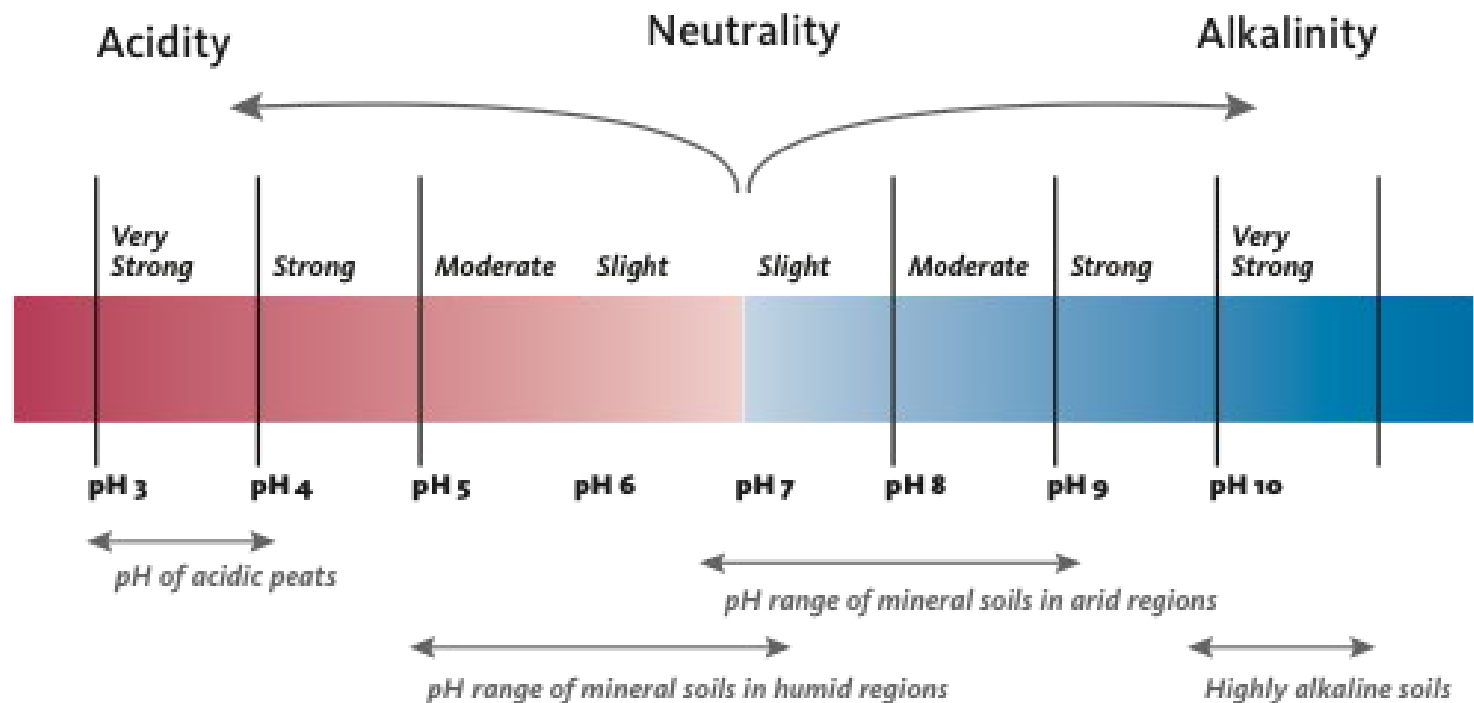 Acidity
Neutrality
Alkalinity
Very
Strong
Strong
Moderate
Slight
Slight
Moderate
Strong
Very
Strong
pH 3
pH 4
pH 5
pH 6
pH 7
pH 8
pH 9
pH 10
pH of acidic peats
pH range of mineral soils in arid regions
pH range of mineral soils in humid regions
Highly alkaline soils